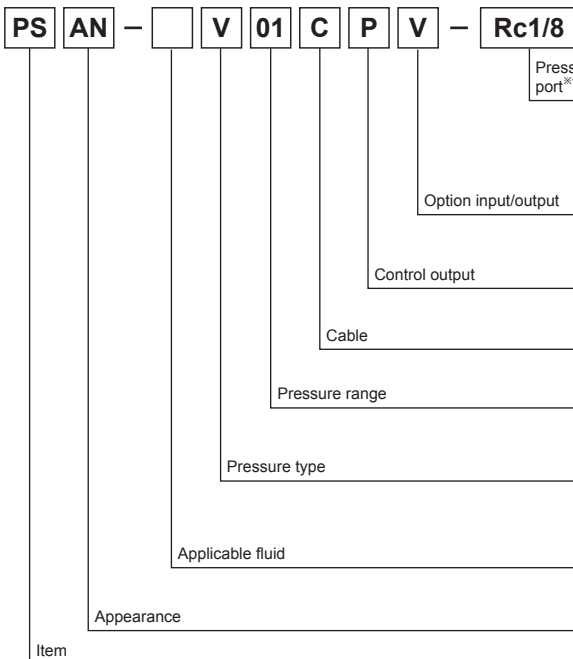 PS AN – V 01 C P V – Rc1/8
port※
Option input/output
Control output
Cable
Pressure range
Pressure type
Applicable fluid
Appearance
Item